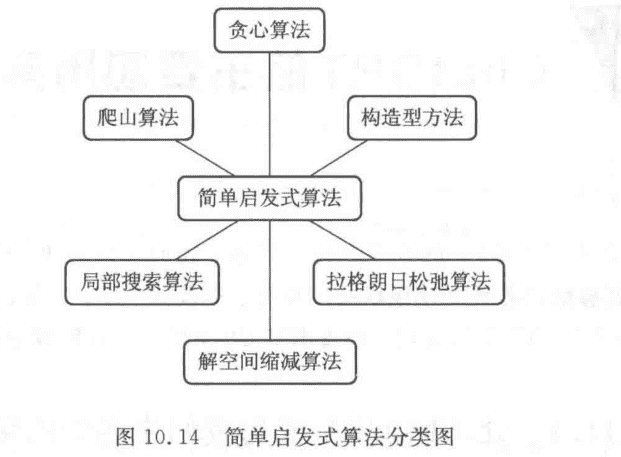 贪心算法
爬山算法
构造型方法
简单启发式算法
局部搜索算法
拉格朗日松弛算法
解空间缩减算法
图 10.14 简单启发式算法分类图